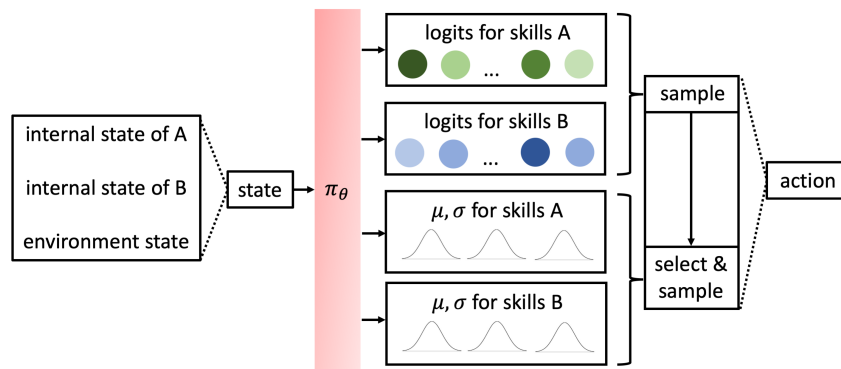 internal state of A
internal state of B
environment state
state
π_θ
logits for skills A
...
logits for skills B
...
μ, σ for skills A
μ, σ for skills B
sample
select &
sample
action